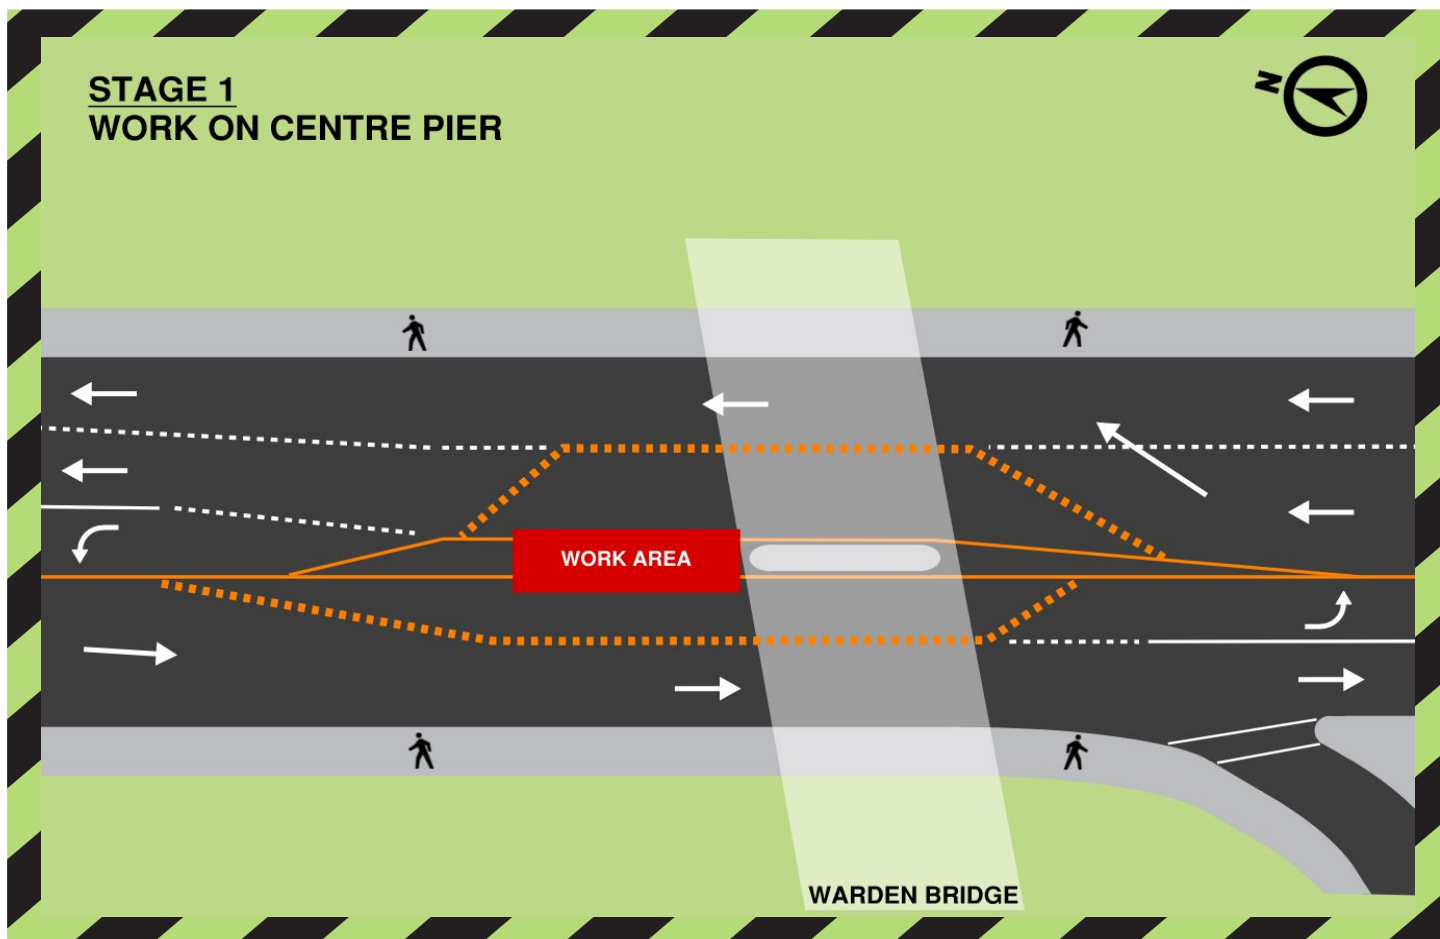 STAGE 1
WORK ON CENTRE PIER
N
WORK AREA
WARDEN BRIDGE